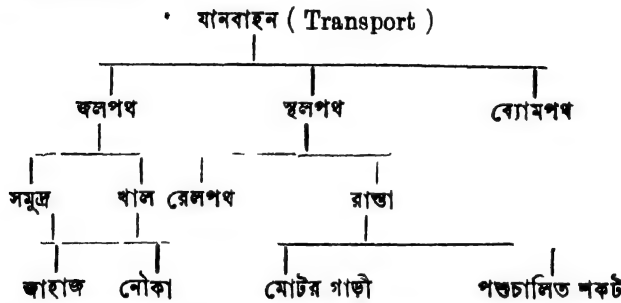 যানবাহন ( Transport )
জলপথ স্থলপথ ব্যোমপথ
সমুদ্র খাল রেলপথ রাস্তা
জাহাজ নৌকা মোটর গাড়ী পশুচালিত শকট